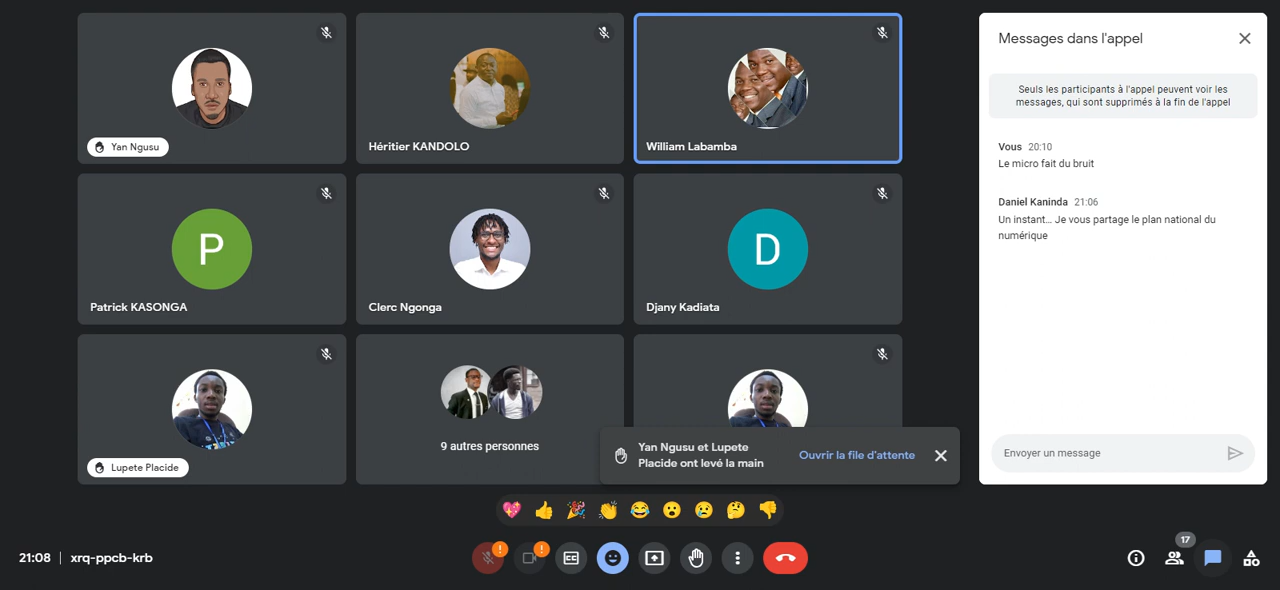 Yan Ngusu
Héritier KANDOLO
William Labamba
P
Patrick KASONGA
Clerc Ngonga
D
Djany Kadiata
Lupete Placide
9 autres personnes
Yan Ngusu et Lupete
Placide ont levé la main
Ouvrir la file d'attente
Messages dans l'appel
Seuls les participants à l'appel peuvent voir les
messages, qui sont supprimés à la fin de l'appel
Vous 20:10
Le micro fait du bruit
Daniel Kaninda 21:06
Un instant... Je vous partage le plan national du
numérique
Envoyer un message
21:08 | xrq-ppcb-krb
!
!
CC
17